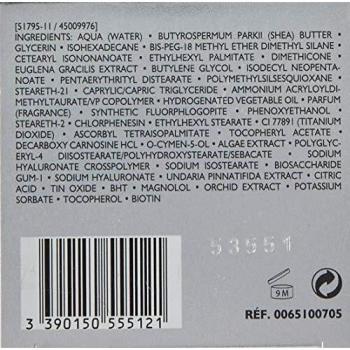 [51795-11 / 45009976]
INGREDIENTS: AQUA (WATER) • BUTYROSPERMUM PARKII (SHEA) BUTTER •
GLYCERIN • ISOHEXADECANE • BIS-PEG-18 METHYL ETHER DIMETHYL SILANE •
CETEARYL ISONONANOATE • ETHYLHEXYL PALMITATE • DIMETHICONE •
EUGLENA GRACILIS EXTRACT • BUTYLENE GLYCOL • ISODECYL NEOPENTA-
NOATE • PENTAERYTHRITYL DISTEARATE • POLYMETHYLSILSESQUIOXANE •
STEARETH-21 • CAPRYLIC/CAPRIC TRIGLYCERIDE • AMMONIUM ACRYLOYLDI-
METHYLTAURATE/VP COPOLYMER • HYDROGENATED VEGETABLE OIL • PARFUM
(FRAGRANCE) • SYNTHETIC FLUORPHLOGOPITE • PHENOXYETHANOL •
STEARETH-2 • CHLORPHENESIN • ETHYLHEXYL STEARATE • CI 77891 (TITANIUM
DIOXIDE) • ASCORBYL TETRAISOPALMITATE • TOCOPHERYL ACETATE •
DECARBOXY CARNOSINE HCL • O-CYMEN-5-OL • ALGAE EXTRACT • POLYGLYC-
ERYL-4 DIISOSTEARATE/POLYHYDROXYSTEARATE/SEBACATE • SODIUM
HYALURONATE CROSSPOLYMER • SODIUM ISOSTEARATE • BIOSACCHARIDE
GUM-1 • SODIUM HYALURONATE • UNDARIA PINNATIFIDA EXTRACT • CITRIC
ACID • TIN OXIDE • BHT • MAGNOLOL • ORCHID EXTRACT • POTASSIUM
SORBATE • TOCOPHEROL • BIOTIN
53551
9M
3 390150 555121
RÉF. 0065100705